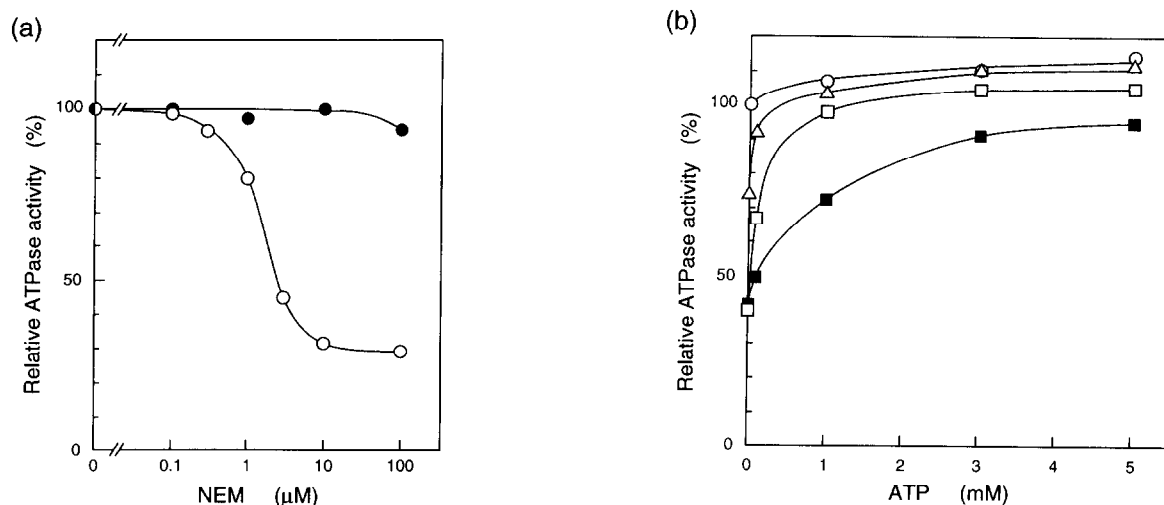 (a)
Relative ATPase activity (%)
100
50
0
0 0.1 1 10 100
NEM (μM)
(b)
Relative ATPase activity (%)
100
50
0
0 1 2 3 4 5
ATP (mM)